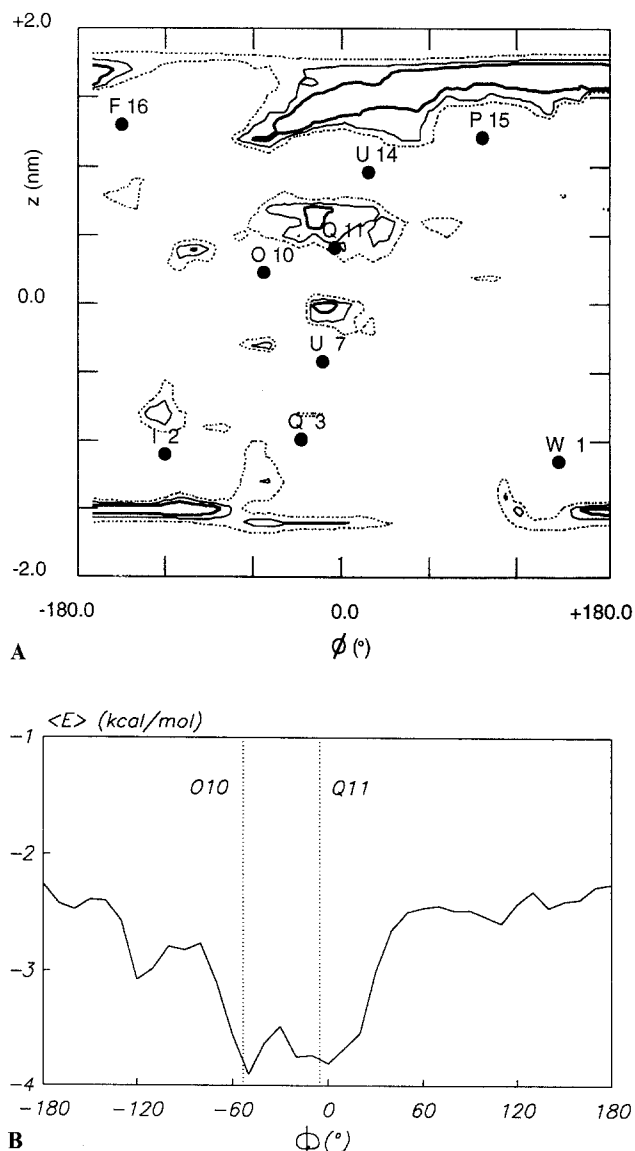 +2.0
F 16
P 15
U 14
z (nm)
Q 11
O 10
0.0
U 7
Q 3
I 2
W 1
-2.0
-180.0
0.0
+180.0
A
ϕ (°)
<E> (kcal/mol)
-1
O10
Q11
-2
-3
-4
-180
-120
-60
0
60
120
180
B
Φ (°)